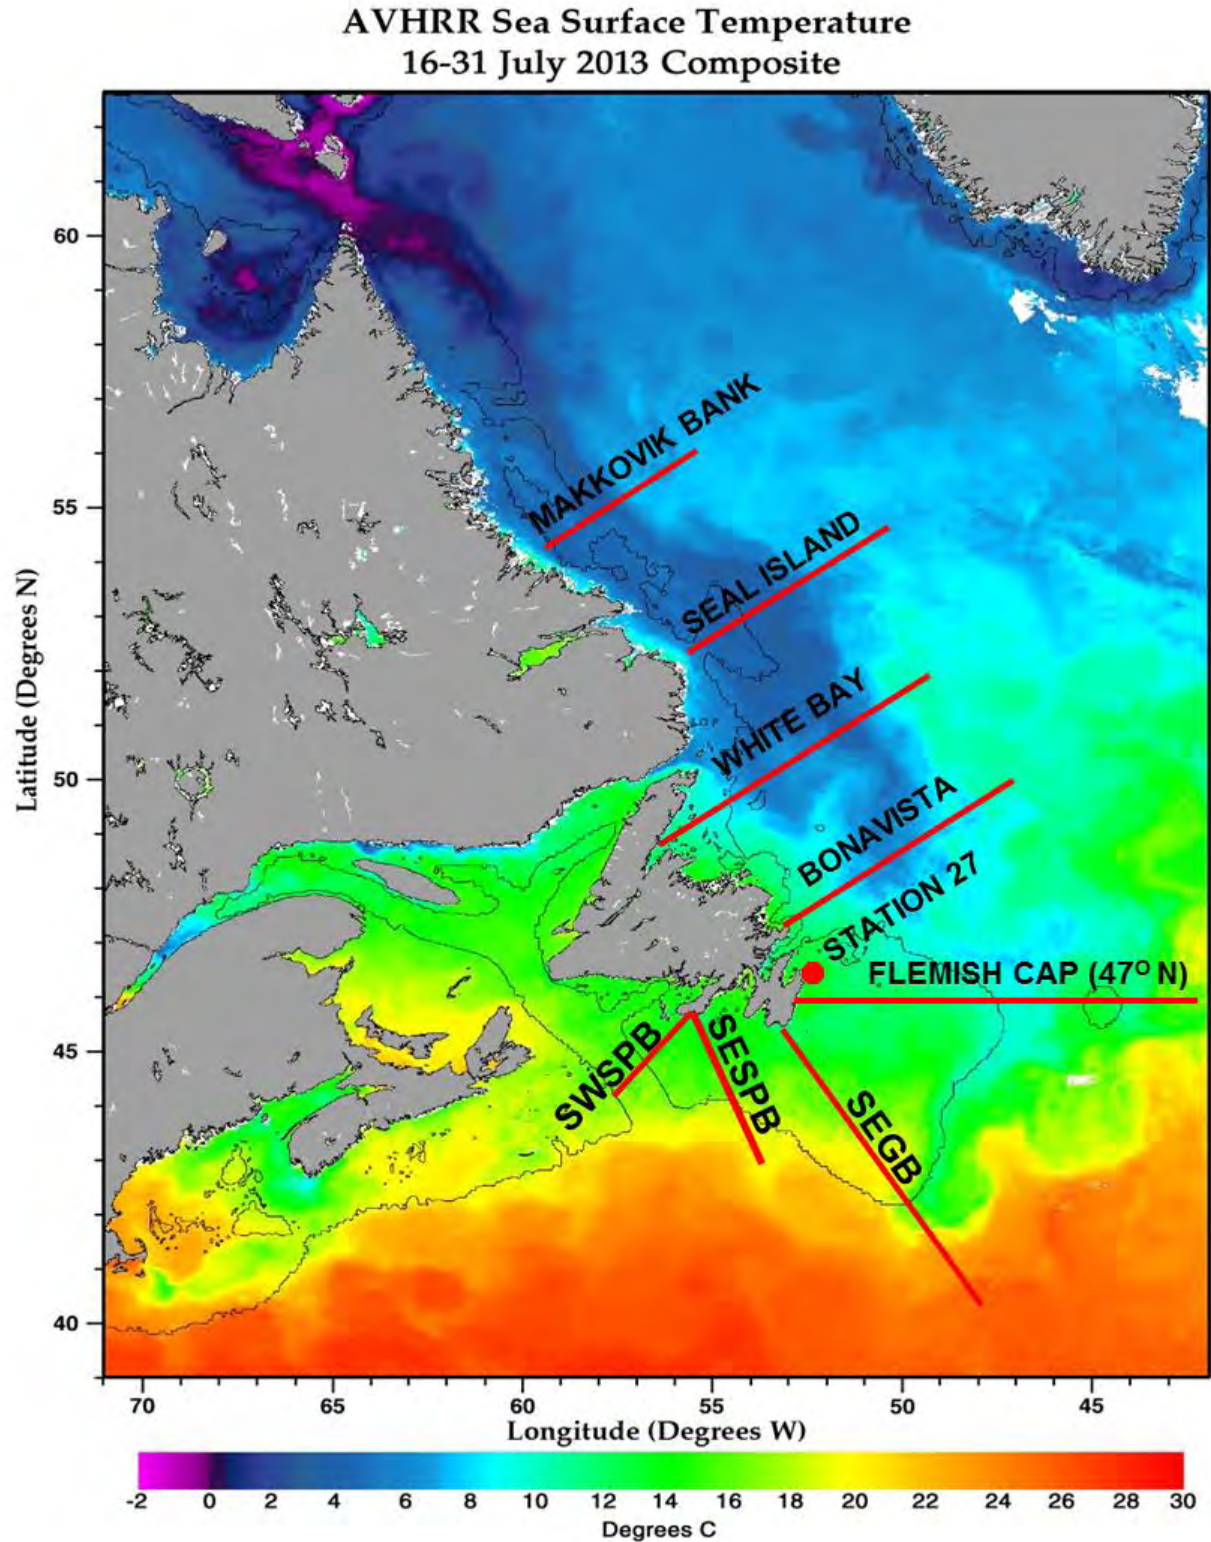 AVHRR Sea Surface Temperature
16-31 July 2013 Composite
60
55
50
45
40
Latitude (Degrees N)
MAKKOVIK BANK
SEAL ISLAND
WHITE BAY
BONAVISTA
STATION 27
FLEMISH CAP (47O N)
SWSPB
SESPB
SEGB
70 65 60 55 50 45
Longitude (Degrees W)
-2 0 2 4 6 8 10 12 14 16 18 20 22 24 26 28 30
Degrees C